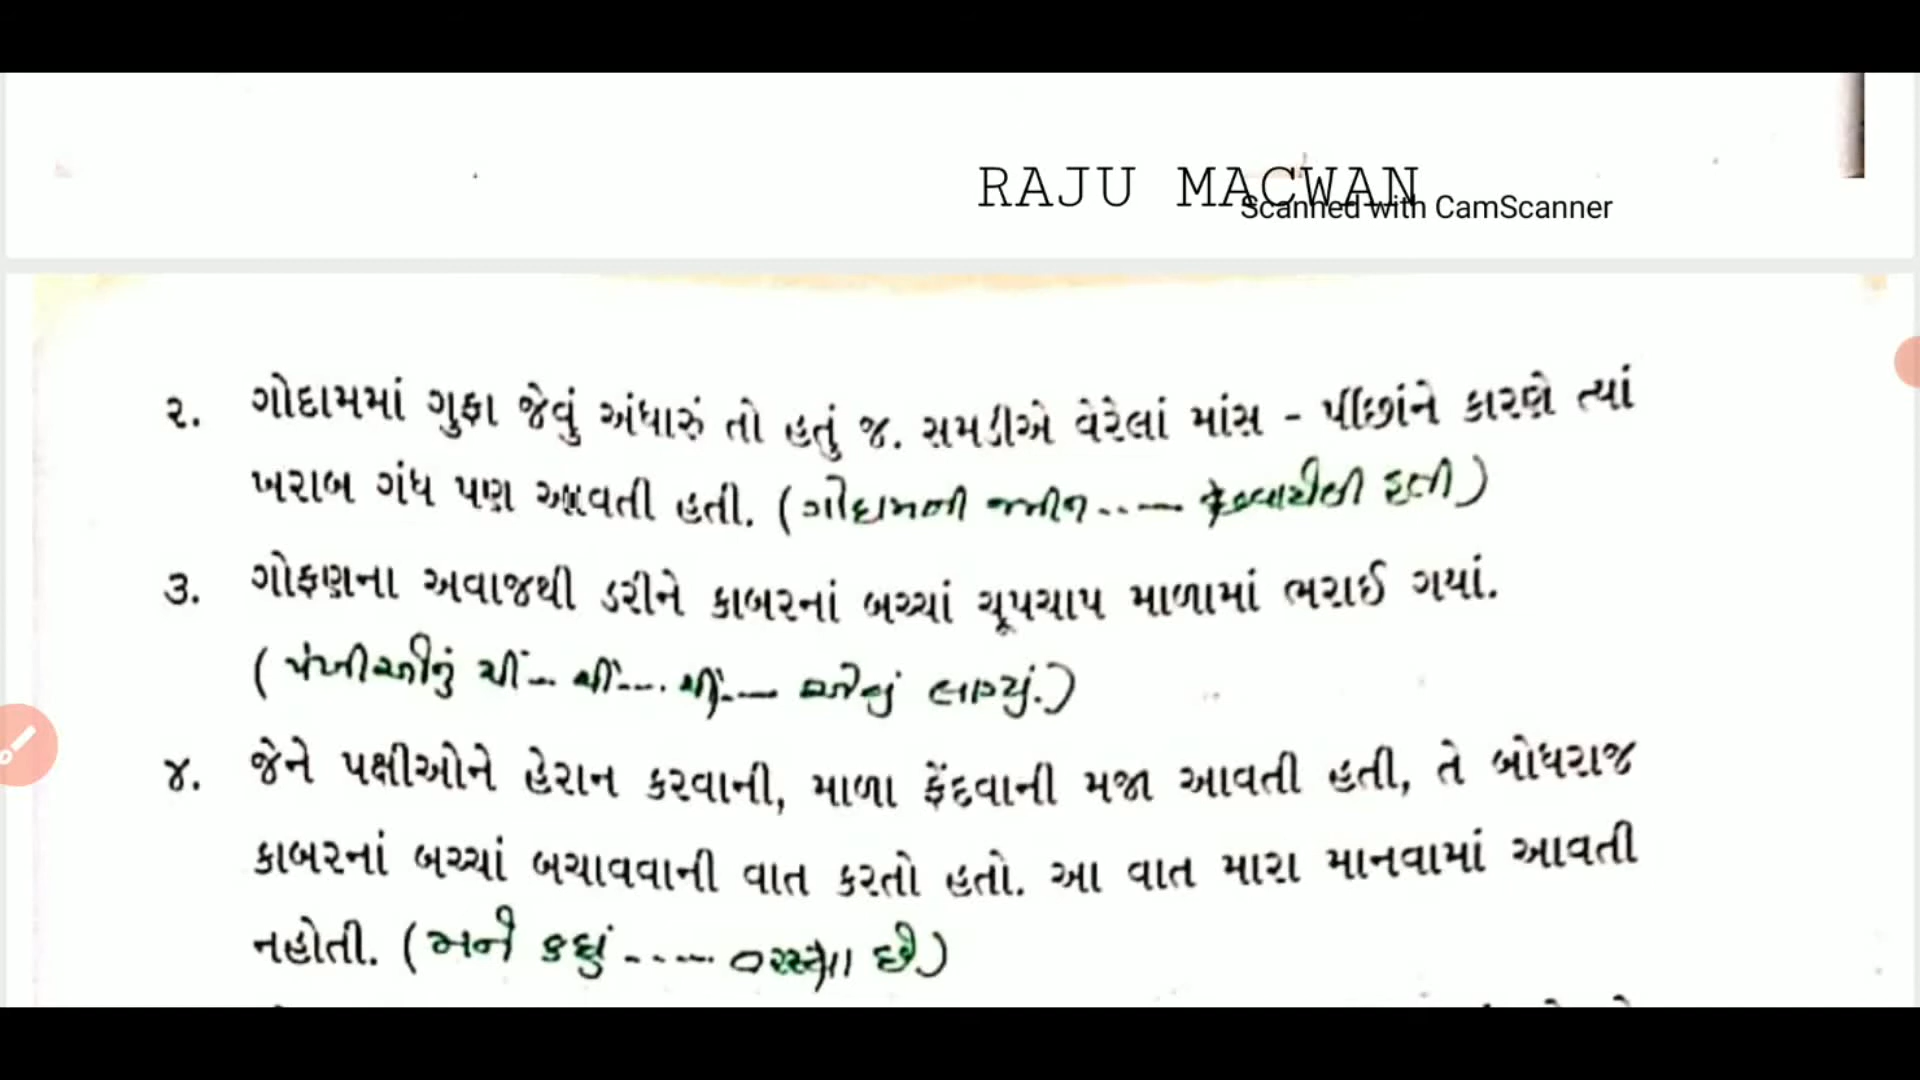 RAJU MACWAN
Scanned with CamScanner
૨. ગોદામમાં ગુફા જેવું અંધારું તો હતું જ. સમડીએ વેરેલાં માંસ - પીંછાંને કારણે ત્યાં
ખરાબ ગંધ પણ આવતી હતી. (ગોદામની જમીન..— હતી)
૩. ગોફણના અવાજથી ડરીને કાબરનાં બચ્ચાં ચૂપચાપ માળામાં ભરાઈ ગયાં.
(પંખીઓનું ચીં-- ચીં---. ચીં-— લાગ્યું.)
૪. જેને પક્ષીઓને હેરાન કરવાની, માળા ફેંદવાની મજા આવતી હતી, તે બોધરાજ
કાબરનાં બચ્ચાં બચાવવાની વાત કરતો હતો. આ વાત મારા માનવામાં આવતી
નહોતી. (મને કહ્યું ----- છે)